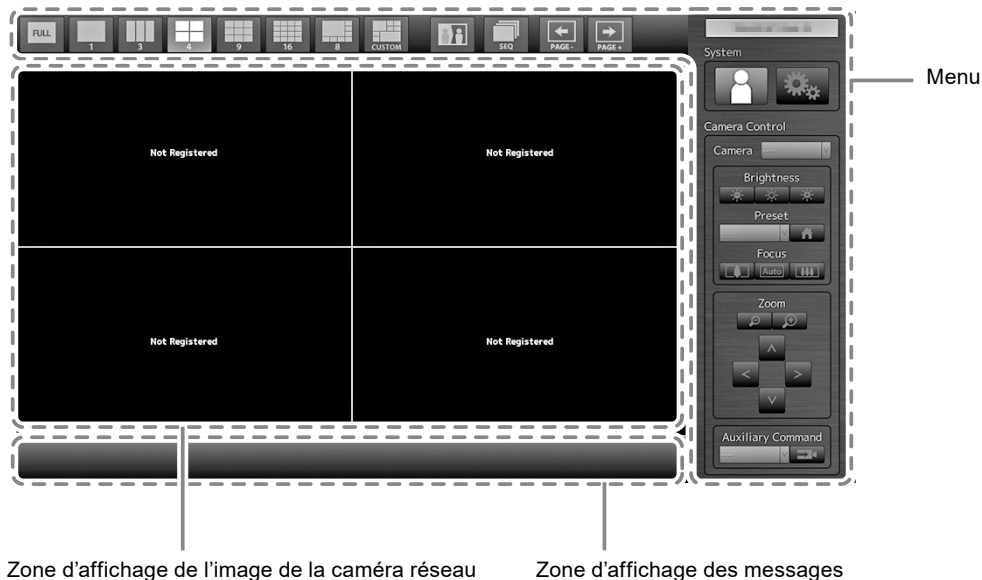 FULL
1
3
4
9
16
8
CUSTOM
SEQ
PAGE -
PAGE +
System
Menu
Camera Control
Camera ----
Brightness
Preset
----
Focus
Auto
Zoom
Auxiliary Command
----
Not Registered
Not Registered
Not Registered
Not Registered
Zone d’affichage de l’image de la caméra réseau
Zone d’affichage des messages